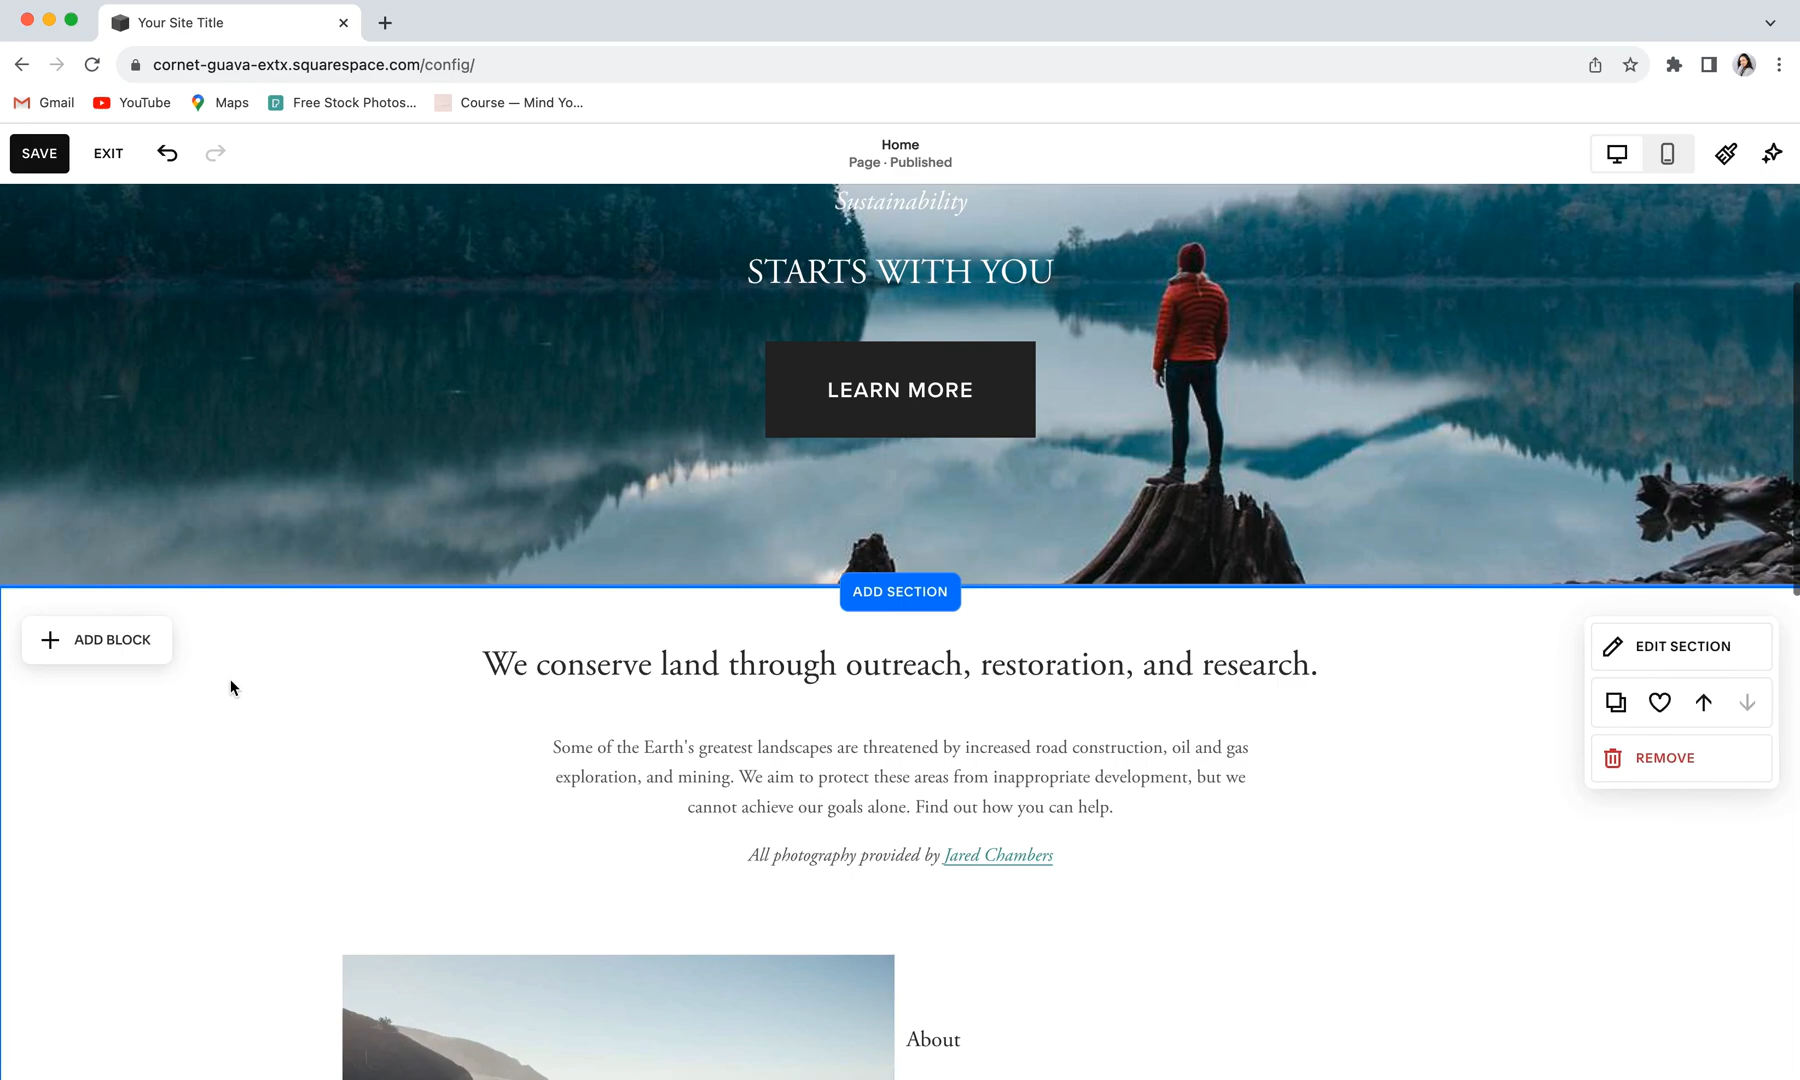 Your Site Title
cornet-guava-extx.squarespace.com/config/
Gmail
YouTube
Maps
Free Stock Photos...
Course — Mind Yo...
SAVE
EXIT
Home
Page · Published
Sustainability
STARTS WITH YOU
LEARN MORE
ADD SECTION
ADD BLOCK
EDIT SECTION
REMOVE
We conserve land through outreach, restoration, and research.
Some of the Earth's greatest landscapes are threatened by increased road construction, oil and gas
exploration, and mining. We aim to protect these areas from inappropriate development, but we
cannot achieve our goals alone. Find out how you can help.
All photography provided by Jared Chambers
About